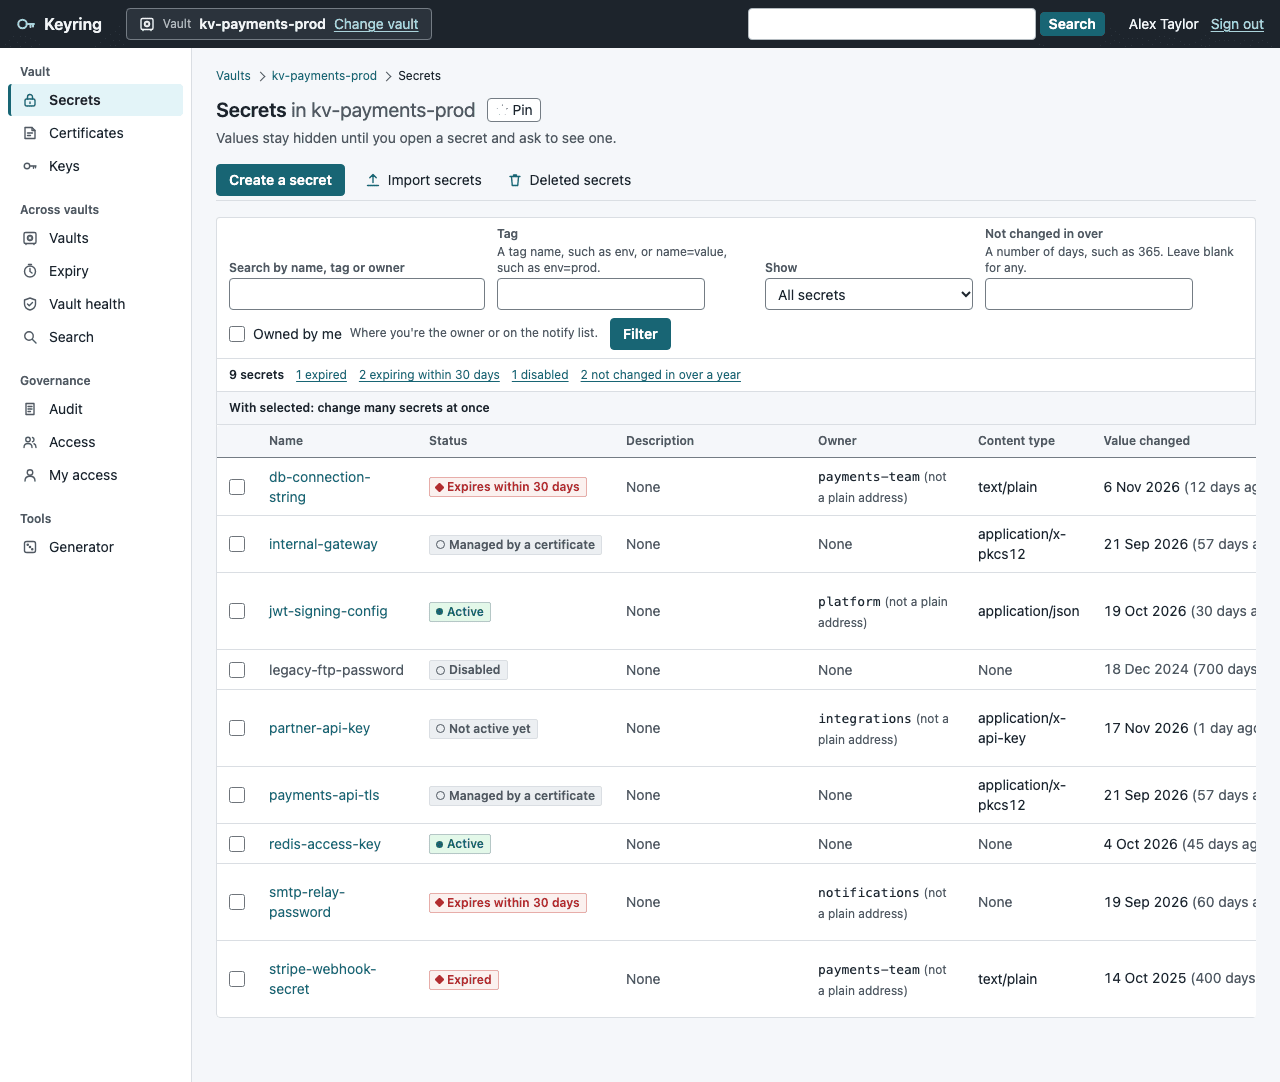 Keyring
Vault kv-payments-prod Change vault
Search
Alex Taylor Sign out
Vault
Secrets
Certificates
Keys
Across vaults
Vaults
Expiry
Vault health
Search
Governance
Audit
Access
My access
Tools
Generator
Vaults > kv-payments-prod > Secrets
Secrets in kv-payments-prod Pin
Values stay hidden until you open a secret and ask to see one.
Create a secret Import secrets Deleted secrets
Search by name, tag or owner
Tag
A tag name, such as env, or name=value,
such as env=prod.
Show
All secrets
Not changed in over
A number of days, such as 365. Leave blank
for any.
Owned by me Where you're the owner or on the notify list. Filter
9 secrets 1 expired 2 expiring within 30 days 1 disabled 2 not changed in over a year
With selected: change many secrets at once
Name Status Description Owner Content type Value changed
db-connection-
string
Expires within 30 days None
payments-team (not
a plain address)
text/plain 6 Nov 2026 (12 days ag
internal-gateway Managed by a certificate None None
application/x-
pkcs12
21 Sep 2026 (57 days a
jwt-signing-config Active None
platform (not a plain
address)
application/json 19 Oct 2026 (30 days a
legacy-ftp-password Disabled None None None 18 Dec 2024 (700 days
partner-api-key Not active yet None
integrations (not a
plain address)
application/x-
api-key
17 Nov 2026 (1 day ago
payments-api-tls Managed by a certificate None None
application/x-
pkcs12
21 Sep 2026 (57 days a
redis-access-key Active None None None 4 Oct 2026 (45 days ag
smtp-relay-
password
Expires within 30 days None
notifications (not
a plain address)
None 19 Sep 2026 (60 days a
stripe-webhook-
secret
Expired None
payments-team (not
a plain address)
text/plain 14 Oct 2025 (400 days